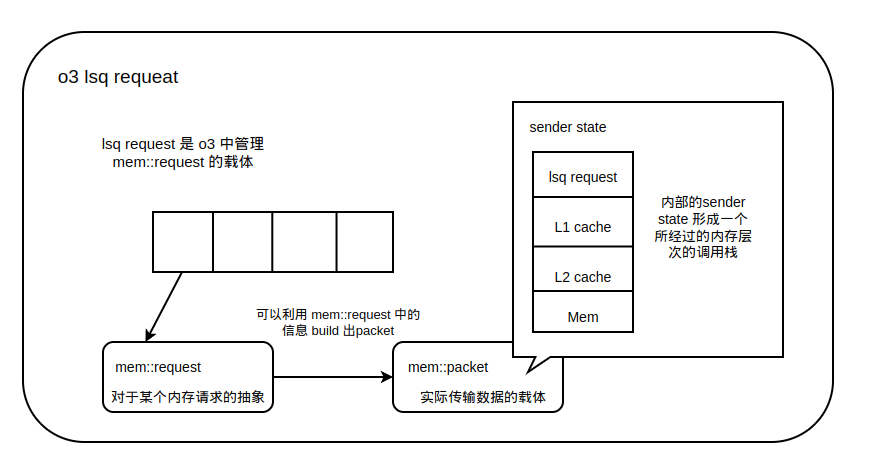 o3 lsq requeat
lsq request 是 o3 中管理
mem::request 的载体
sender state
lsq request
L1 cache
L2 cache
Mem
内部的sender
state 形成一个
所经过的内存层
次的调用栈
可以利用 mem::request 中的
信息 build 出packet
mem::request
对于某个内存请求的抽象
mem::packet
实际传输数据的载体